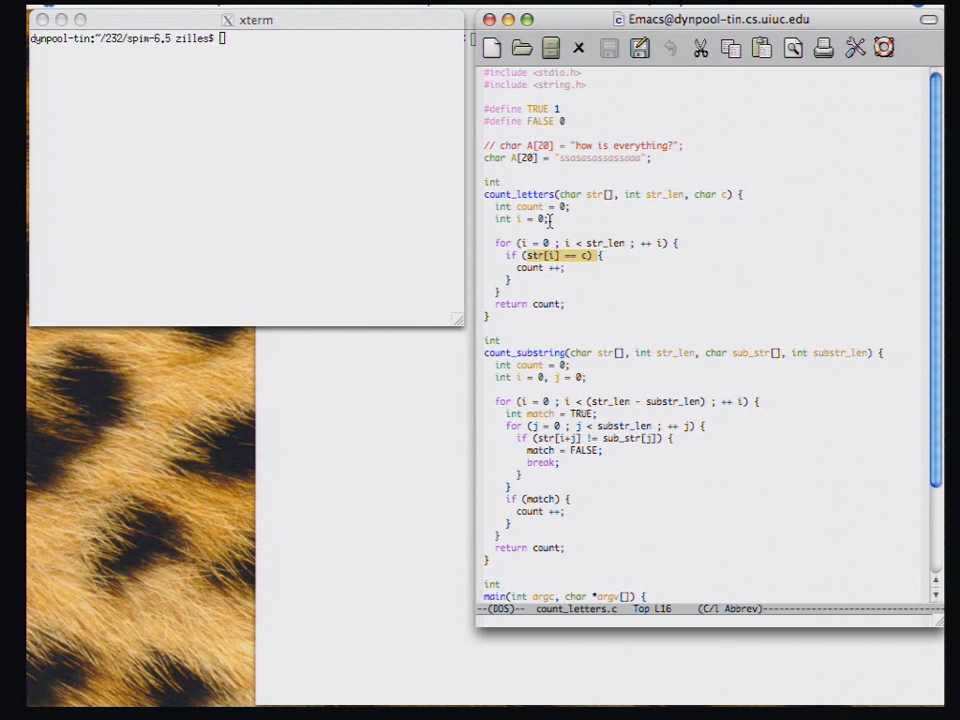 xterm
dynpool-tin:~/232/spim-6.5 zilles$
Emacs@dynpool-tin.cs.uiuc.edu
#include <stdio.h>
#include <string.h>
#define TRUE 1
#define FALSE 0
// char A[20] = "how is everything?";
char A[20] = "ssasasassassaaa";
int
count_letters(char str[], int str_len, char c) {
int count = 0;
int i = 0;
for (i = 0 ; i < str_len ; ++ i) {
if (str[i] == c) {
count ++;
}
}
return count;
}
int
count_substring(char str[], int str_len, char sub_str[], int substr_len) {
int count = 0;
int i = 0, j = 0;
for (i = 0 ; i < (str_len - substr_len) ; ++ i) {
int match = TRUE;
for (j = 0 ; j < substr_len ; ++ j) {
if (str[i+j] != sub_str[j]) {
match = FALSE;
break;
}
}
if (match) {
count ++;
}
}
return count;
}
int
main(int argc, char *argv[]) {
--(DOS)-- count_letters.c Top L16 (C/l Abbrev)